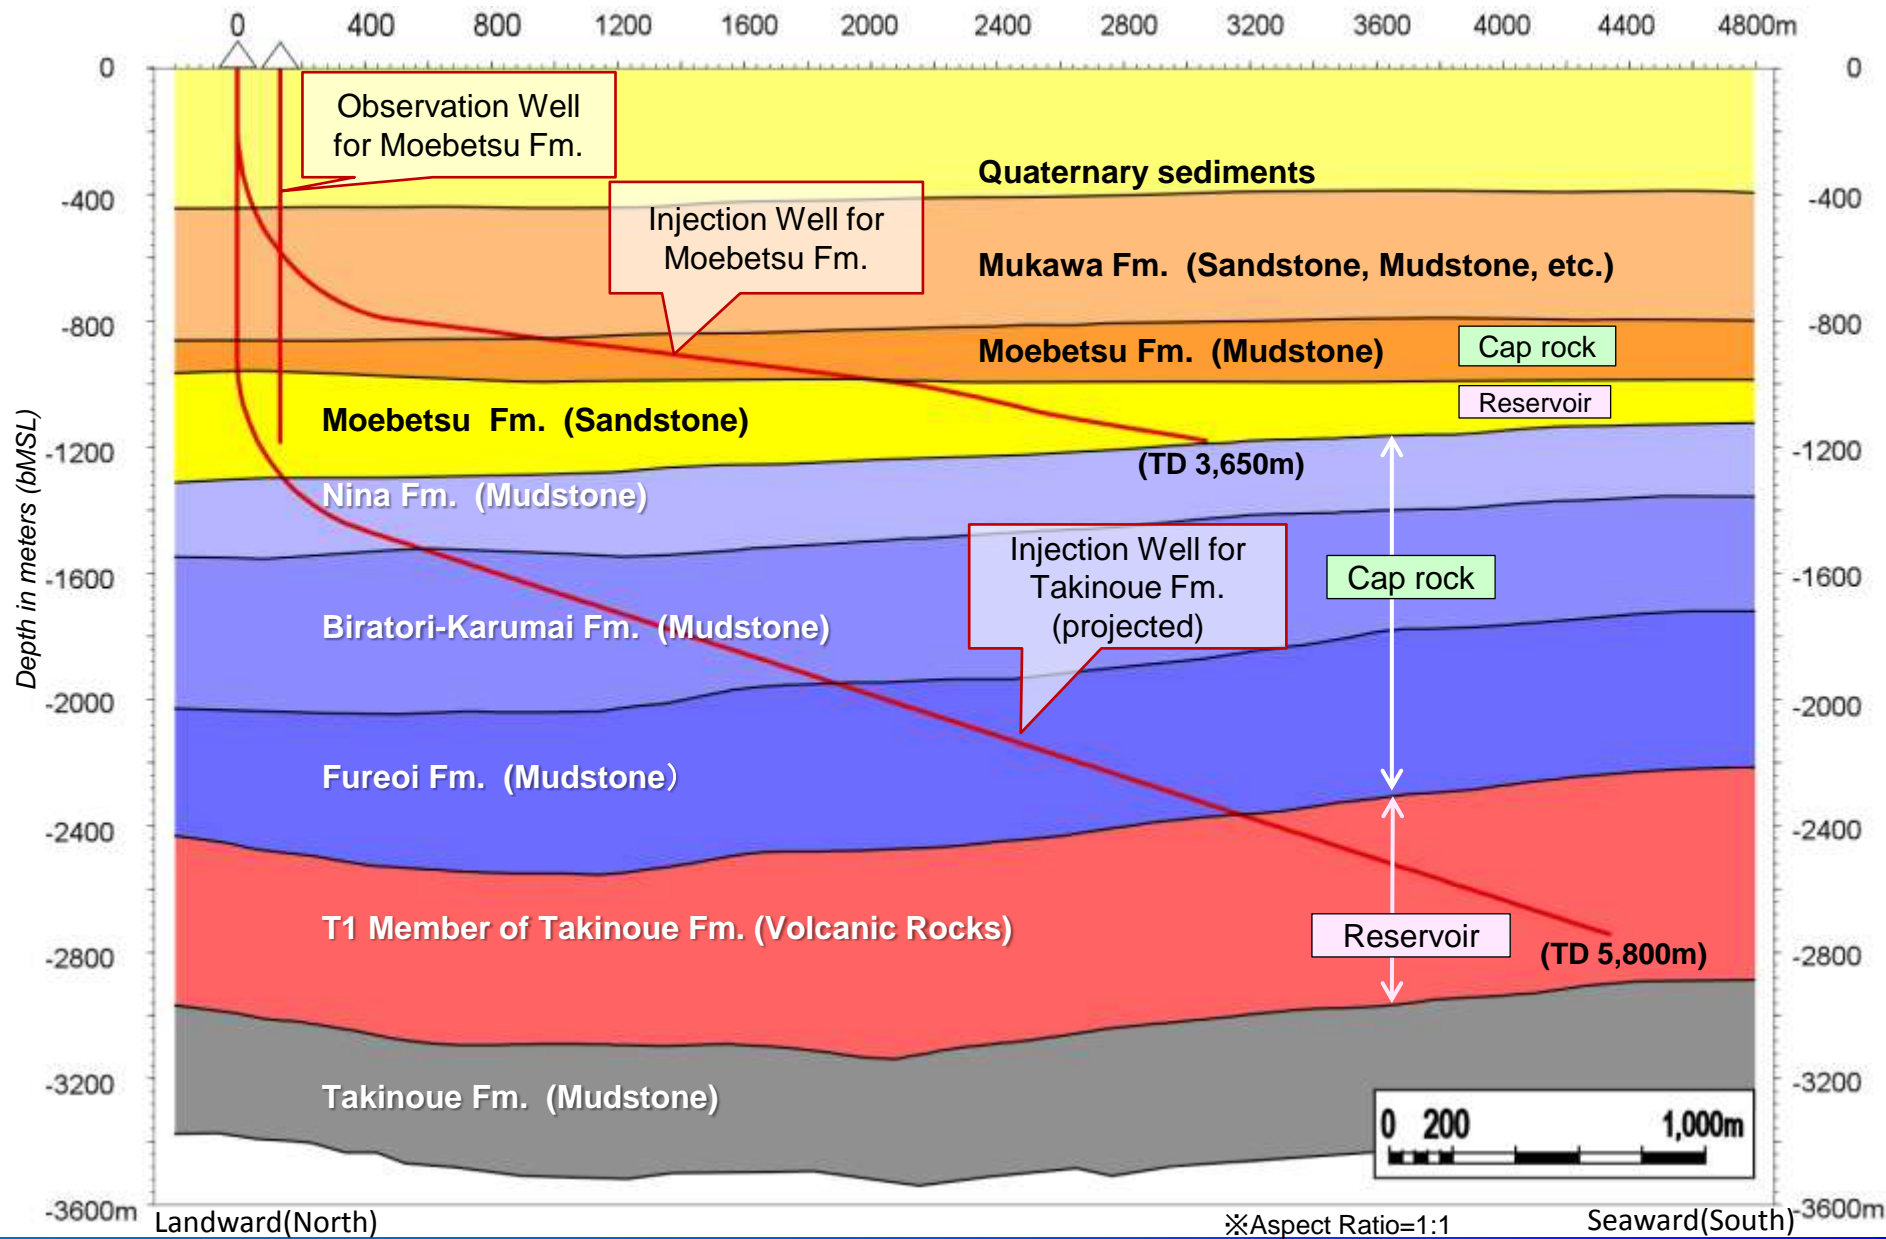 0 400 800 1200 1600 2000 2400 2800 3200 3600 4000 4400 4800m
0 0
Observation Well
for Moebetsu Fm.
Quaternary sediments
-400 -400
Injection Well for
Moebetsu Fm.
Mukawa Fm. (Sandstone, Mudstone, etc.)
-800 -800
Moebetsu Fm. (Mudstone) Cap rock
Reservoir
Moebetsu Fm. (Sandstone)
Depth in meters (bMSL)
-1200 -1200
(TD 3,650m)
Nina Fm. (Mudstone)
Injection Well for
Takinoue Fm.
(projected)
-1600 -1600
Cap rock
Biratori-Karumai Fm. (Mudstone)
-2000 -2000
Fureoi Fm. (Mudstone）
-2400 -2400
T1 Member of Takinoue Fm. (Volcanic Rocks)
Reservoir
(TD 5,800m)
-2800 -2800
-3200 -3200
Takinoue Fm. (Mudstone)
0 200 1,000m
-3600m -3600m
Landward(North) ※Aspect Ratio=1:1 Seaward(South)